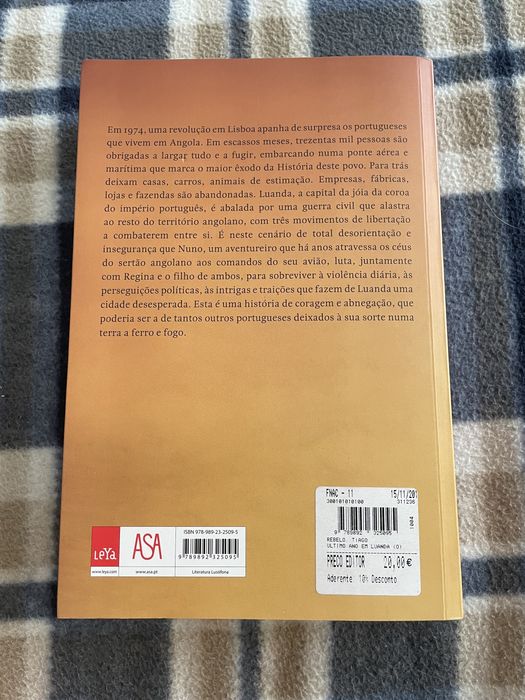 Em 1974, uma revolução em Lisboa apanha de surpresa os portugueses
que vivem em Angola. Em escassos meses, trezentas mil pessoas são
obrigadas a largar tudo e a fugir, embarcando numa ponte aérea e
marítima que marca o maior êxodo da História deste povo. Para trás
deixam casas, carros, animais de estimação. Empresas, fábricas,
lojas e fazendas são abandonadas. Luanda, a capital da jóia da coroa
do império português, é abalada por uma guerra civil que alastra
ao resto do território angolano, com três movimentos de libertação
a combaterem entre si. É neste cenário de total desorientação e
insegurança que Nuno, um aventureiro que há anos atravessa os céus
do sertão angolano aos comandos do seu avião, luta, juntamente
com Regina e o filho de ambos, para sobreviver à violência diária, às
perseguições políticas, às intrigas e traições que fazem de Luanda uma
cidade desesperada. Esta é uma história de coragem e abnegação, que
poderia ser a de tantos outros portugueses deixados à sua sorte numa
terra a ferro e fogo.
FNAC - 11 15/11/201
300101010100 311236
9 789892 325095
1001
REBELO, TIAGO
ULTIMO ANO EM LUANDA (O)
PRECO EDITOR 20,00 €
Aderente 10% Desconto
LEYA
www.leya.com
ASA
www.asa.pt
ISBN 978-989-23-2509-5
9 789892 325095
Literatura Lusófona